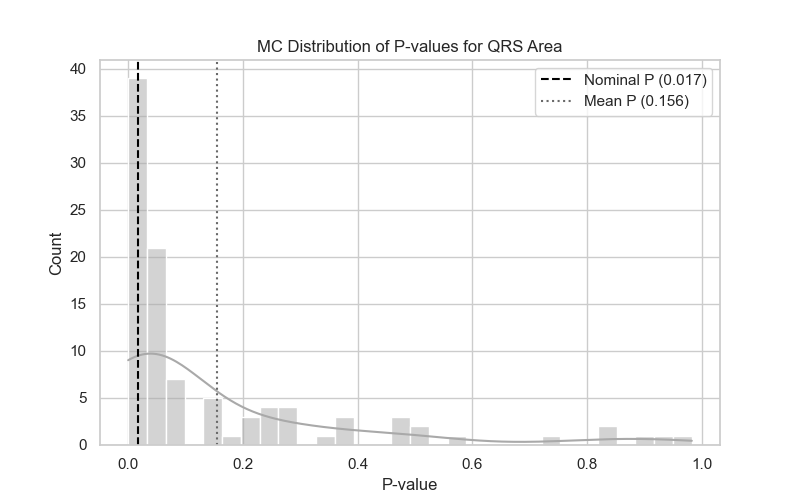 MC Distribution of P-values for QRS Area
Nominal P (0.017)
Mean P (0.156)
40
35
30
25
20
15
10
5
0
Count
0.0 0.2 0.4 0.6 0.8 1.0
P-value